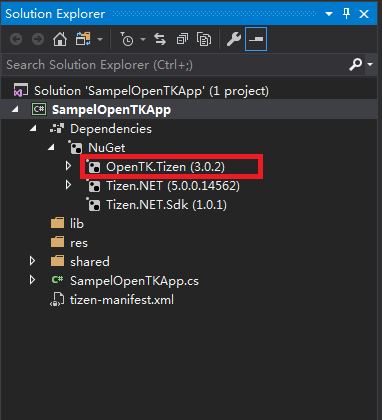 Solution Explorer
Search Solution Explorer (Ctrl+;)
Solution 'SampelOpenTKApp' (1 project)
C# SampelOpenTKApp
Dependencies
NuGet
OpenTK.Tizen (3.0.2)
Tizen.NET (5.0.0.14562)
Tizen.NET.Sdk (1.0.1)
lib
res
shared
C# SampelOpenTKApp.cs
tizen-manifest.xml